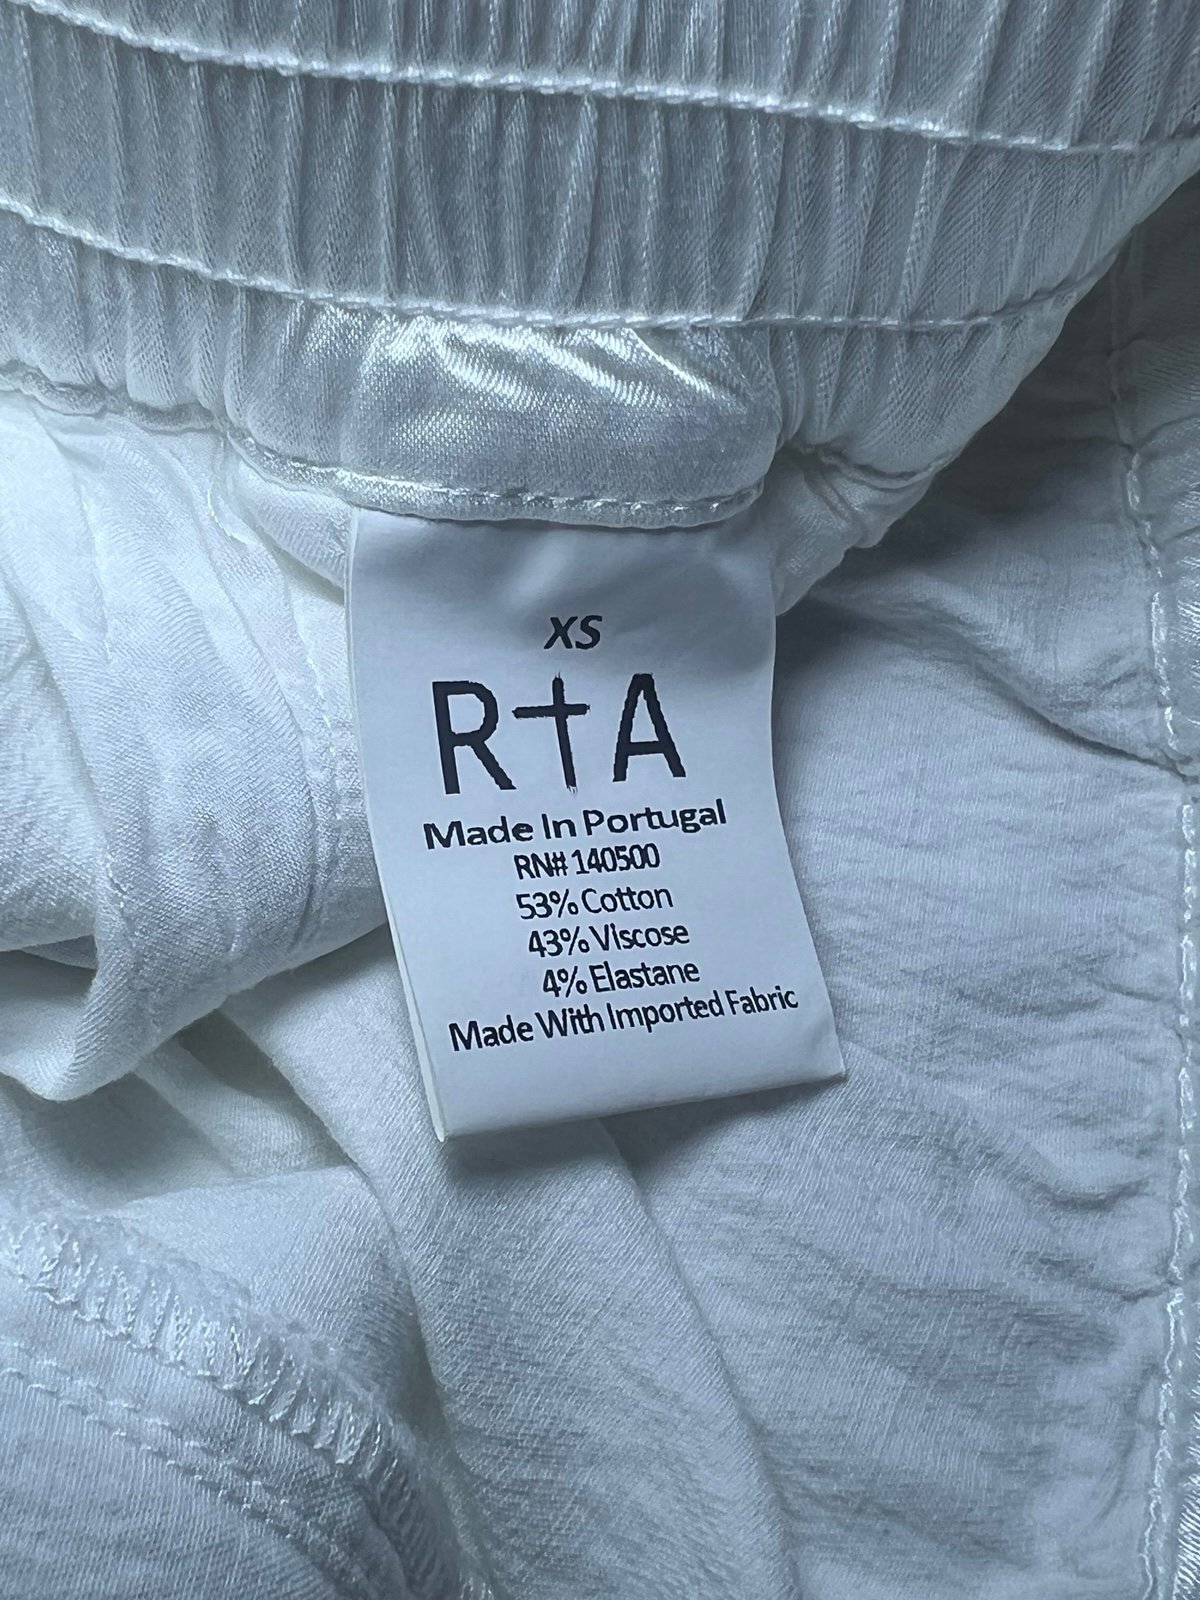 XS
R†A
Made In Portugal
RN# 140500
53% Cotton
43% Viscose
4% Elastane
Made With Imported Fabric